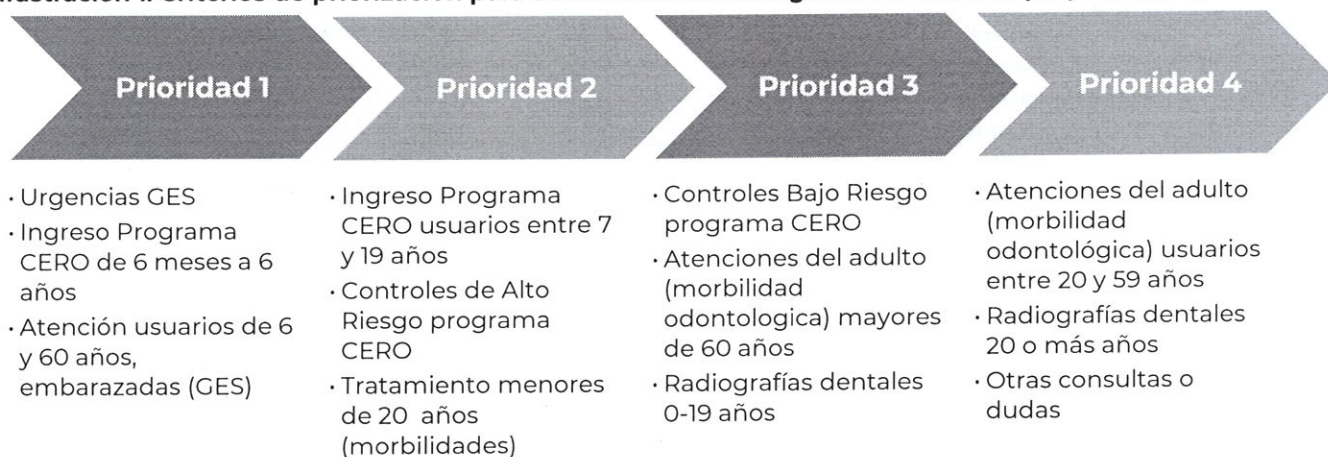 Prioridad 1
· Urgencias GES
· Ingreso Programa
CERO de 6 meses a 6
años
· Atención usuarios de 6
y 60 años,
embarazadas (GES)
Prioridad 2
· Ingreso Programa
CERO usuarios entre 7
y 19 años
· Controles de Alto
Riesgo programa
CERO
· Tratamiento menores
de 20 años
(morbilidades)
Prioridad 3
· Controles Bajo Riesgo
programa CERO
· Atenciones del adulto
(morbilidad
odontologica) mayores
de 60 años
· Radiografías dentales
0-19 años
Prioridad 4
· Atenciones del adulto
(morbilidad
odontológica) usuarios
entre 20 y 59 años
· Radiografías dentales
20 o más años
· Otras consultas o
dudas